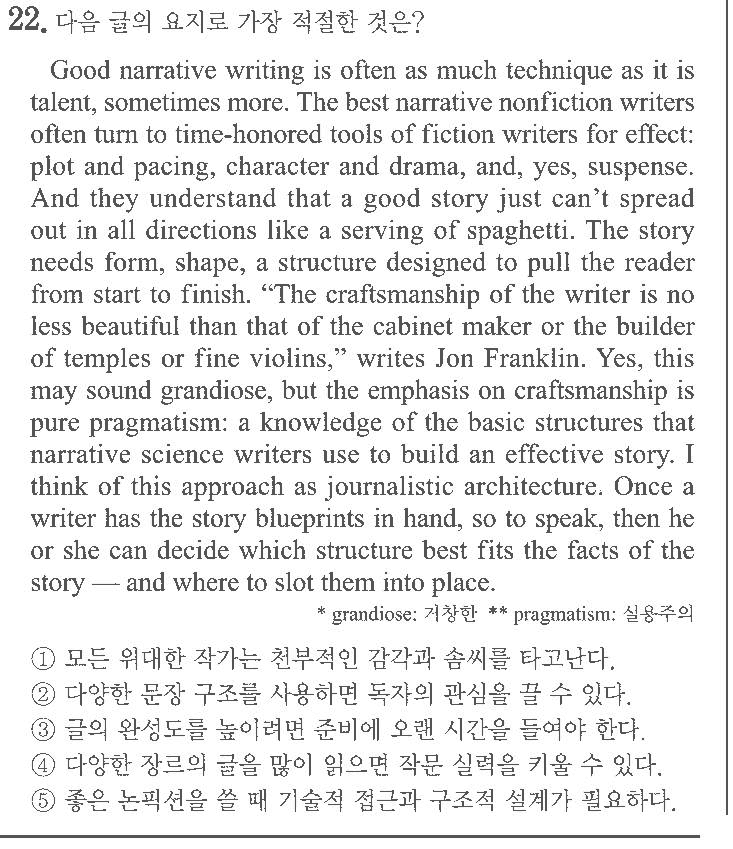 22. 다음 글의 요지로 가장 적절한 것은?
Good narrative writing is often as much technique as it is
talent, sometimes more. The best narrative nonfiction writers
often turn to time-honored tools of fiction writers for effect:
plot and pacing, character and drama, and, yes, suspense.
And they understand that a good story just can’t spread
out in all directions like a serving of spaghetti. The story
needs form, shape, a structure designed to pull the reader
from start to finish. “The craftsmanship of the writer is no
less beautiful than that of the cabinet maker or the builder
of temples or fine violins,” writes Jon Franklin. Yes, this
may sound grandiose, but the emphasis on craftsmanship is
pure pragmatism: a knowledge of the basic structures that
narrative science writers use to build an effective story. I
think of this approach as journalistic architecture. Once a
writer has the story blueprints in hand, so to speak, then he
or she can decide which structure best fits the facts of the
story — and where to slot them into place.
* grandiose: 거창한 ** pragmatism: 실용주의
① 모든 위대한 작가는 천부적인 감각과 솜씨를 타고난다.
② 다양한 문장 구조를 사용하면 독자의 관심을 끌 수 있다.
③ 글의 완성도를 높이려면 준비에 오랜 시간을 들여야 한다.
④ 다양한 장르의 글을 많이 읽으면 작문 실력을 키울 수 있다.
⑤ 좋은 논픽션을 쓸 때 기술적 접근과 구조적 설계가 필요하다.